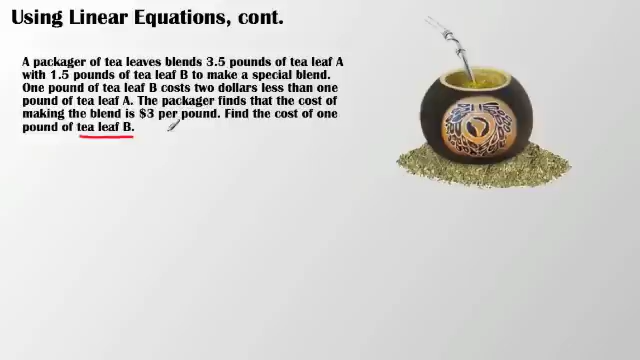 Using Linear Equations, cont.
A packager of tea leaves blends 3.5 pounds of tea leaf A
with 1.5 pounds of tea leaf B to make a special blend.
One pound of tea leaf B costs two dollars less than one
pound of tea leaf A. The packager finds that the cost of
making the blend is $3 per pound. Find the cost of one
pound of tea leaf B.